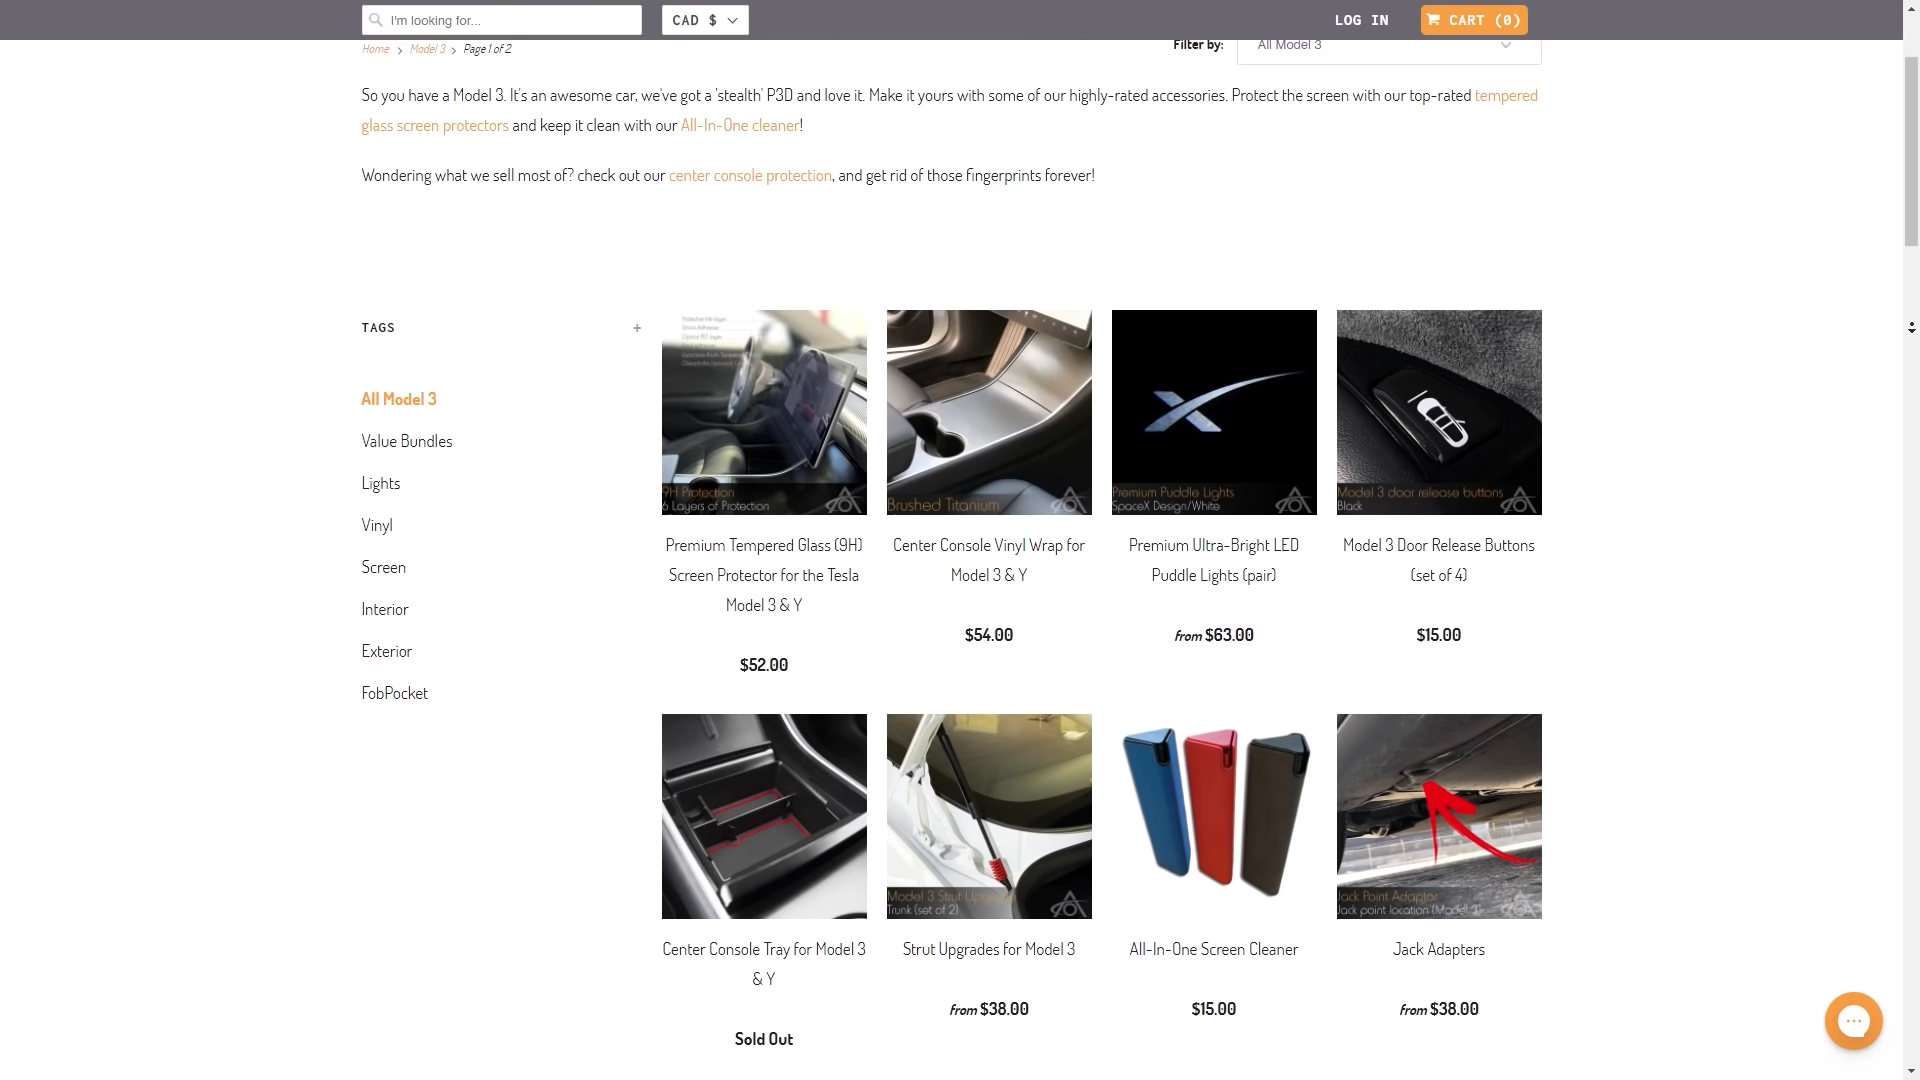 I'm looking for...
CAD $
LOG IN
CART (0)
Home > Model 3 > Page 1 of 2
Filter by:
All Model 3
So you have a Model 3. It's an awesome car, we've got a 'stealth' P3D and love it. Make it yours with some of our highly-rated accessories. Protect the screen with our top-rated tempered
glass screen protectors and keep it clean with our All-In-One cleaner!
Wondering what we sell most of? check out our center console protection, and get rid of those fingerprints forever!
TAGS
+
All Model 3
Value Bundles
Lights
Vinyl
Screen
Interior
Exterior
FobPocket
9H Protection
6 Layers of Protection
Premium Tempered Glass (9H)
Screen Protector for the Tesla
Model 3 & Y
$52.00
Brushed Titanium
Center Console Vinyl Wrap for
Model 3 & Y
$54.00
Premium Puddle Lights
SpaceX Design/White
Premium Ultra-Bright LED
Puddle Lights (pair)
from $63.00
Model 3 door release buttons
Black
Model 3 Door Release Buttons
(set of 4)
$15.00
Center Console Tray for Model 3
& Y
Sold Out
Model 3 Strut
Trunk (set of 2)
Strut Upgrades for Model 3
from $38.00
All-In-One Screen Cleaner
$15.00
Jack Point Adaptor
Jack point location (Model 3)
Jack Adapters
from $38.00